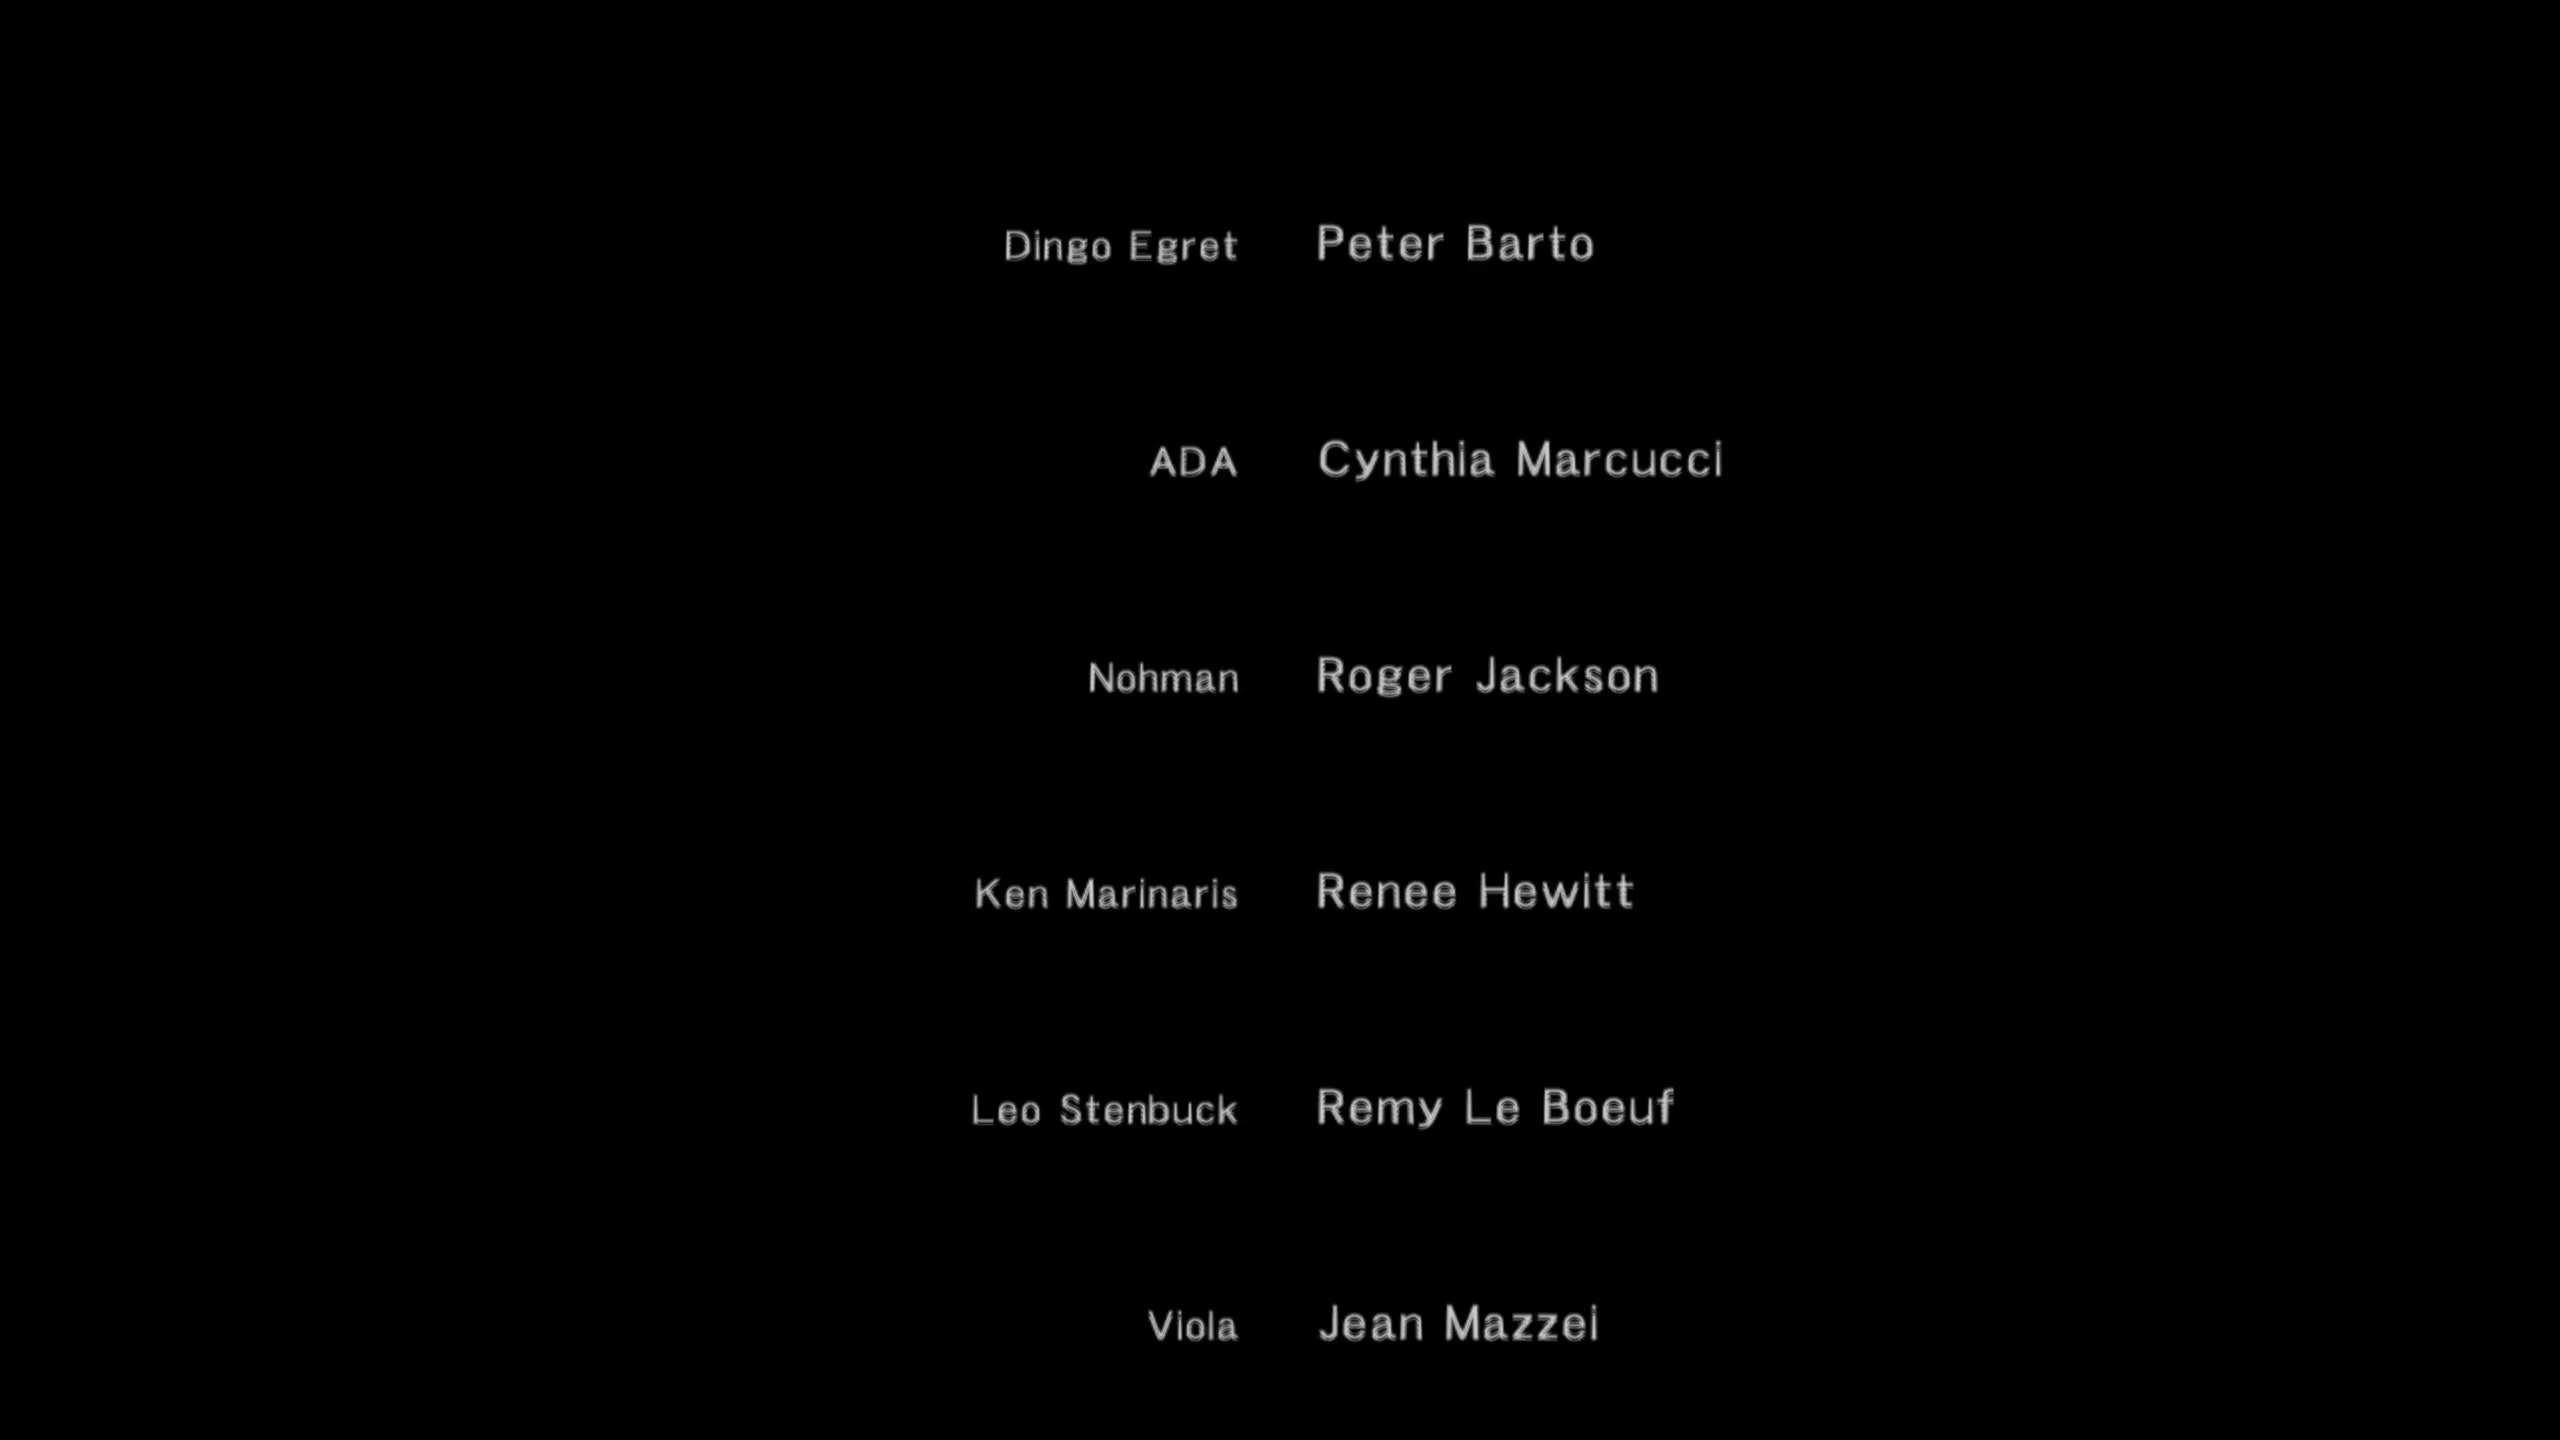 Dingo Egret Peter Barto
ADA Cynthia Marcucci
Nohman Roger Jackson
Ken Marinaris Renee Hewitt
Leo Stenbuck Remy Le Boeuf
Viola Jean Mazzei